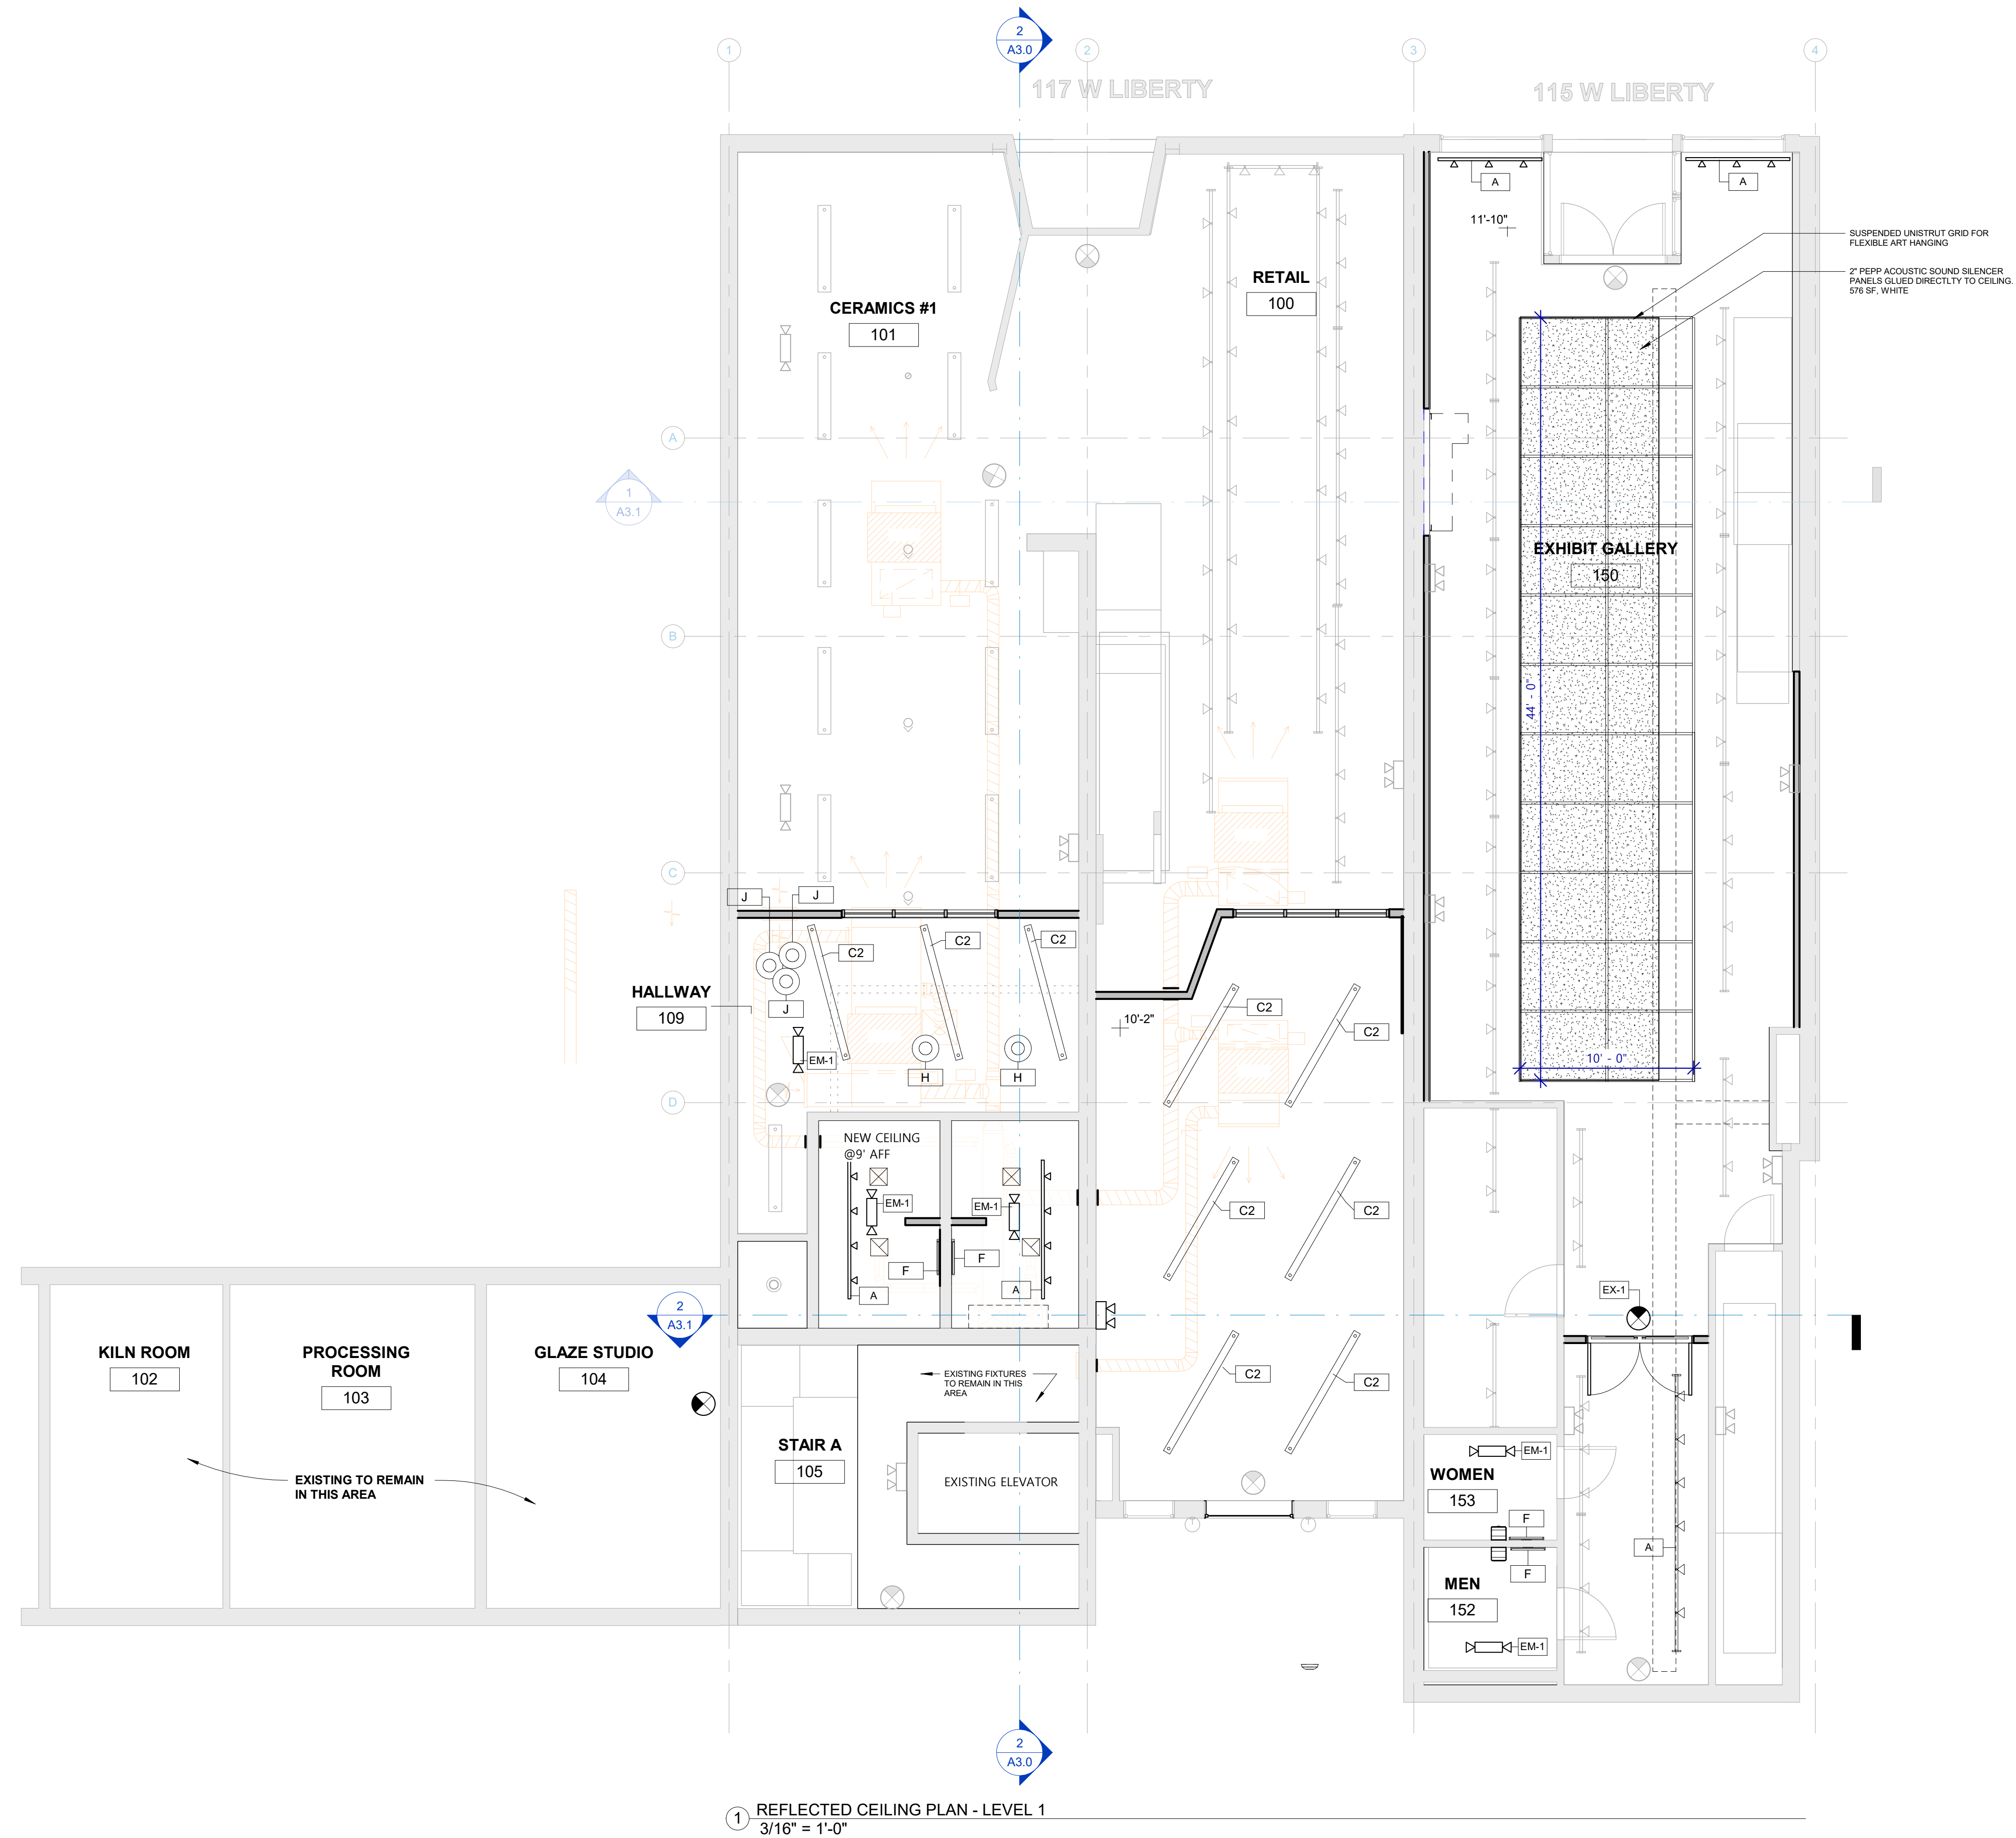 2
A3.0
1
2
3
4
117 W LIBERTY
115 W LIBERTY
A
A
11'-10"
SUSPENDED UNISTRUT GRID FOR
FLEXIBLE ART HANGING
2" PEPP ACOUSTIC SOUND SILENCER
PANELS GLUED DIRECTLTY TO CEILING.
576 SF, WHITE
RETAIL
100
CERAMICS #1
101
A
1
A3.1
EXHIBIT GALLERY
150
B
44' - 0"
C
J
J
C2
C2
C2
HALLWAY
109
J
EM-1
H
H
10'-2"
C2
C2
10' - 0"
D
NEW CEILING
@9' AFF
EM-1
EM-1
C2
C2
F
F
A
A
EX-1
2
A3.1
KILN ROOM
102
PROCESSING
ROOM
103
GLAZE STUDIO
104
EXISTING FIXTURES
TO REMAIN IN THIS
AREA
C2
C2
STAIR A
105
EXISTING ELEVATOR
EXISTING TO REMAIN
IN THIS AREA
EM-1
WOMEN
153
F
A
F
MEN
152
EM-1
2
A3.0
1
REFLECTED CEILING PLAN - LEVEL 1
3/16" = 1'-0"